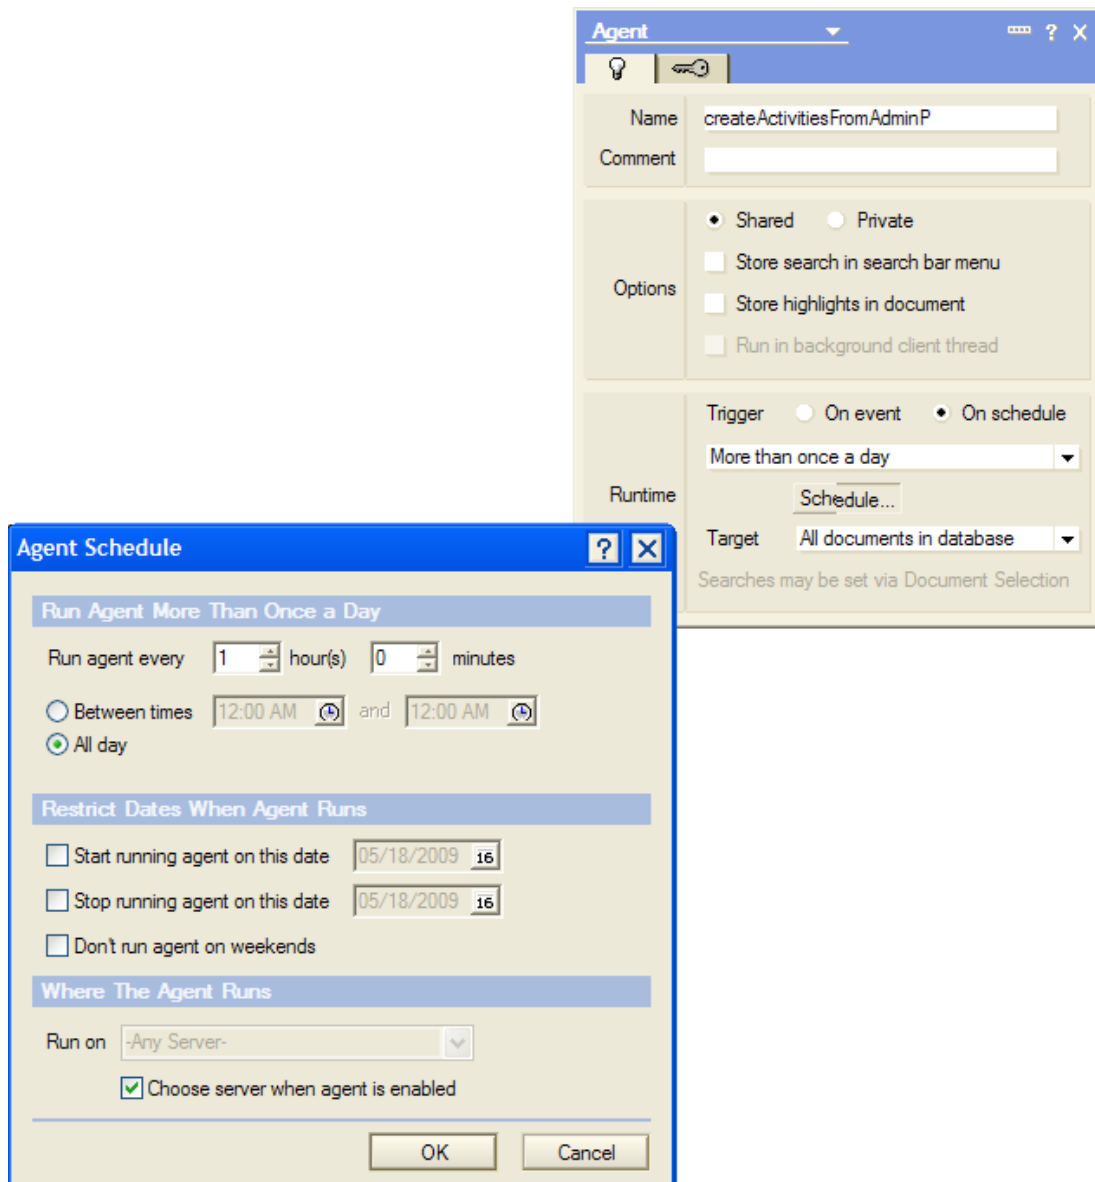 Agent
?
Name createActivitiesFromAdminP
Comment
Options
Shared Private
Store search in search bar menu
Store highlights in document
Run in background client thread
Runtime
Trigger On event On schedule
More than once a day
Schedule...
Target All documents in database
Searches may be set via Document Selection
Agent Schedule
?
Run Agent More Than Once a Day
Run agent every 1 hour(s) 0 minutes
Between times 12:00 AM and 12:00 AM
All day
Restrict Dates When Agent Runs
Start running agent on this date 05/18/2009 16
Stop running agent on this date 05/18/2009 16
Don't run agent on weekends
Where The Agent Runs
Run on -Any Server-
Choose server when agent is enabled
OK Cancel